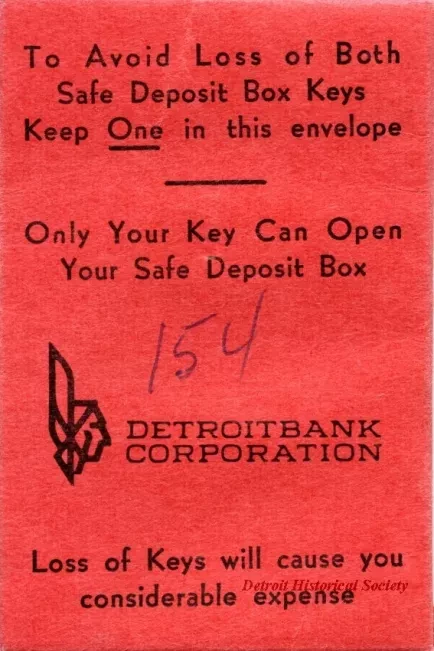 To Avoid Loss of Both
Safe Deposit Box Keys
Keep One in this envelope
Only Your Key Can Open
Your Safe Deposit Box
154
DETROITBANK
CORPORATION
Loss of Keys will cause you
Detroit Historical Society
considerable expense